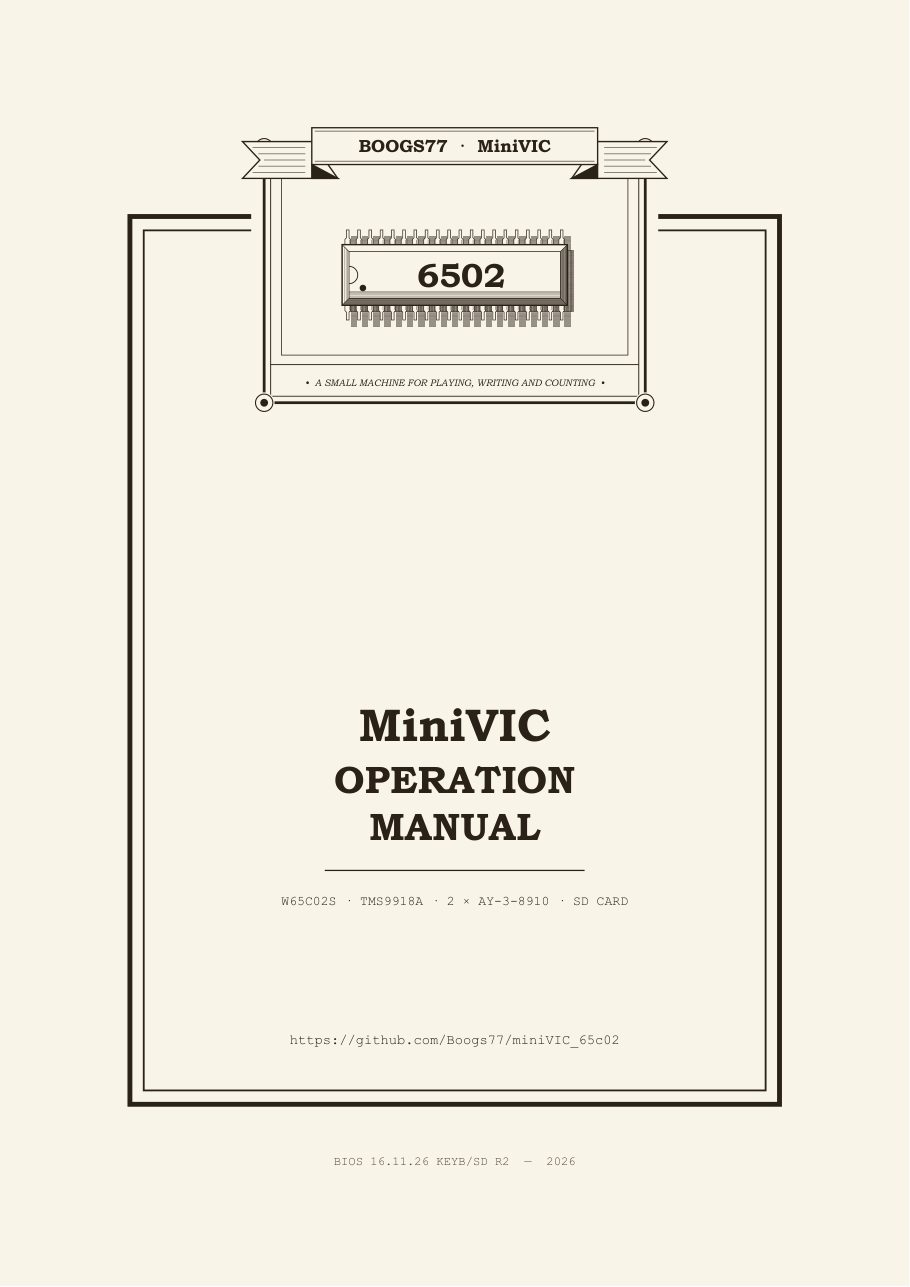 BOOGS77 · MiniVIC
6502
• A SMALL MACHINE FOR PLAYING, WRITING AND COUNTING •
MiniVIC
OPERATION
MANUAL
W65C02S · TMS9918A · 2 × AY-3-8910 · SD CARD
https://github.com/Boogs77/miniVIC_65c02
BIOS 16.11.26 KEYB/SD R2 — 2026